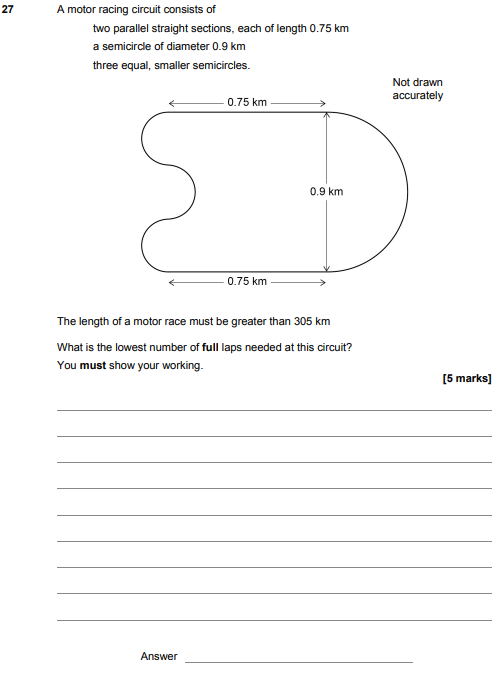 27 A motor racing circuit consists of
two parallel straight sections, each of length 0.75 km
a semicircle of diameter 0.9 km
three equal, smaller semicircles.
Not drawn
accurately
0.75 km
0.9 km
0.75 km
The length of a motor race must be greater than 305 km
What is the lowest number of full laps needed at this circuit?
You must show your working.
[5 marks]
Answer